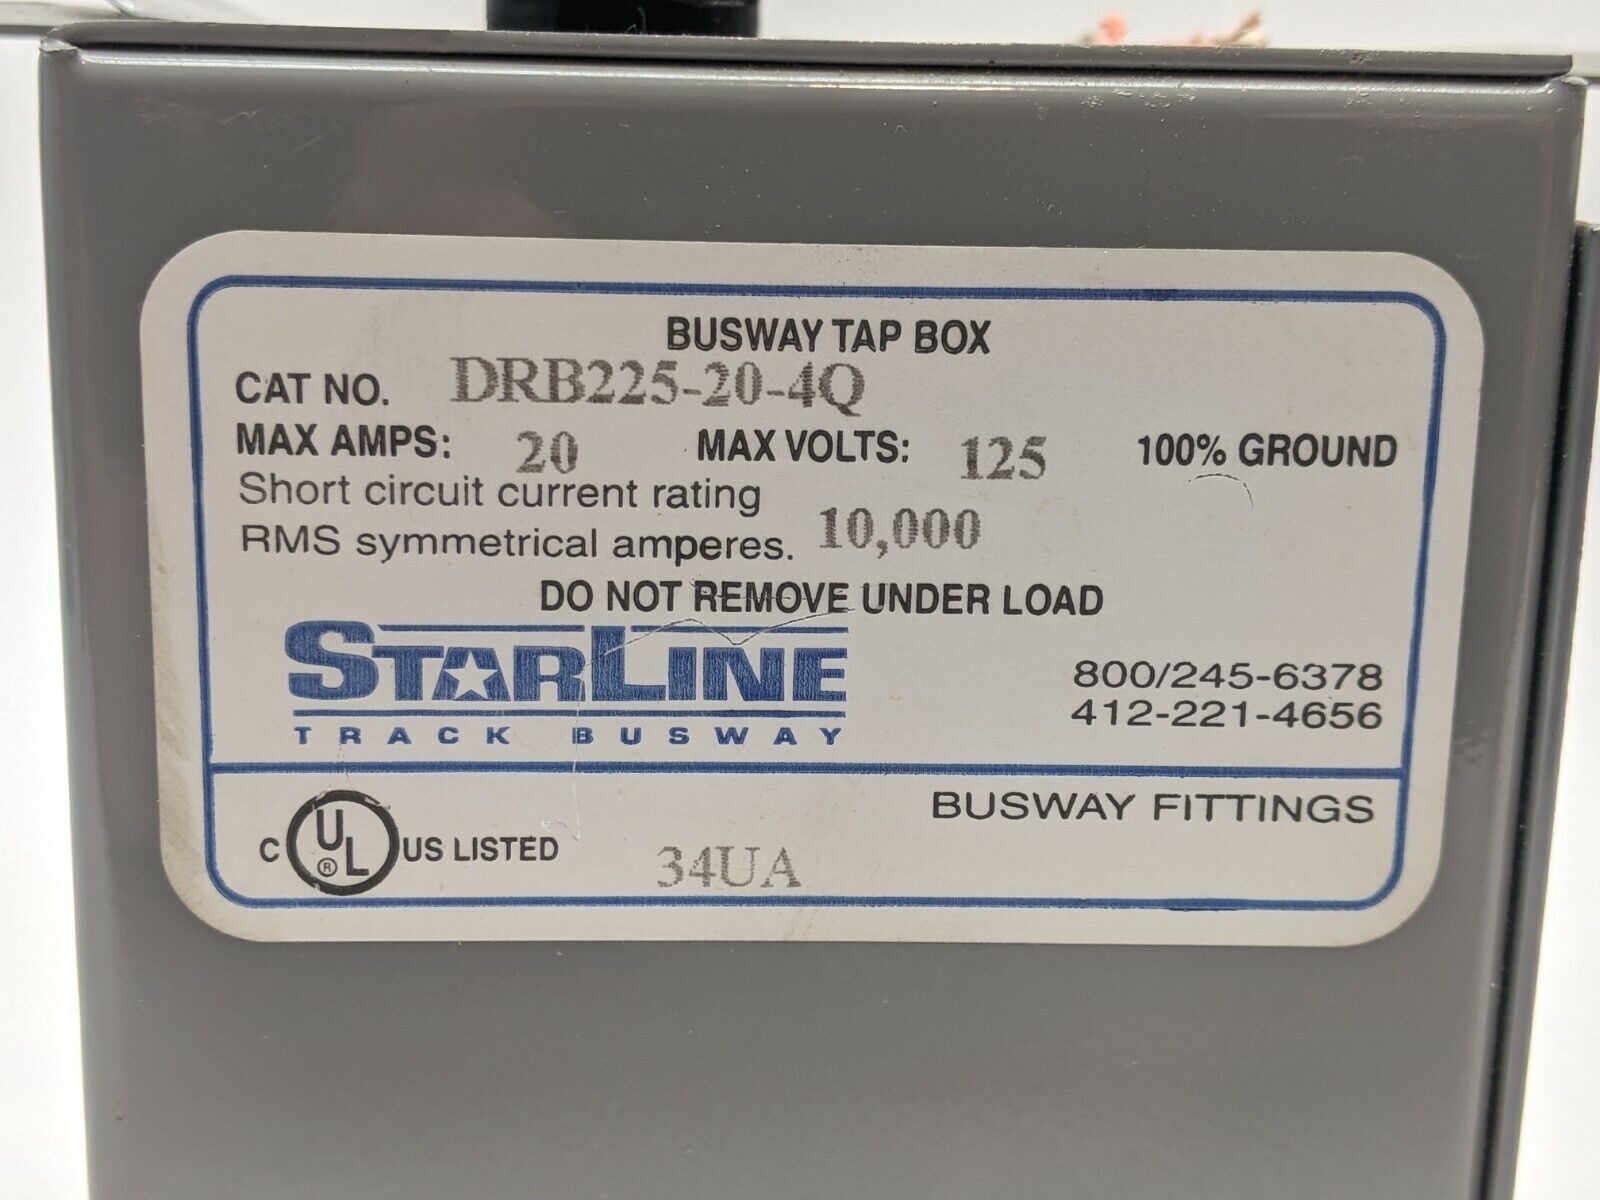 BUSWAY TAP BOX
CAT NO. DRB225-20-4Q
MAX AMPS: 20 MAX VOLTS: 125 100% GROUND
Short circuit current rating
RMS symmetrical amperes. 10,000
DO NOT REMOVE UNDER LOAD
STARLINE
TRACK BUSWAY
800/245-6378
412-221-4656
BUSWAY FITTINGS
C UL ® US LISTED 34UA